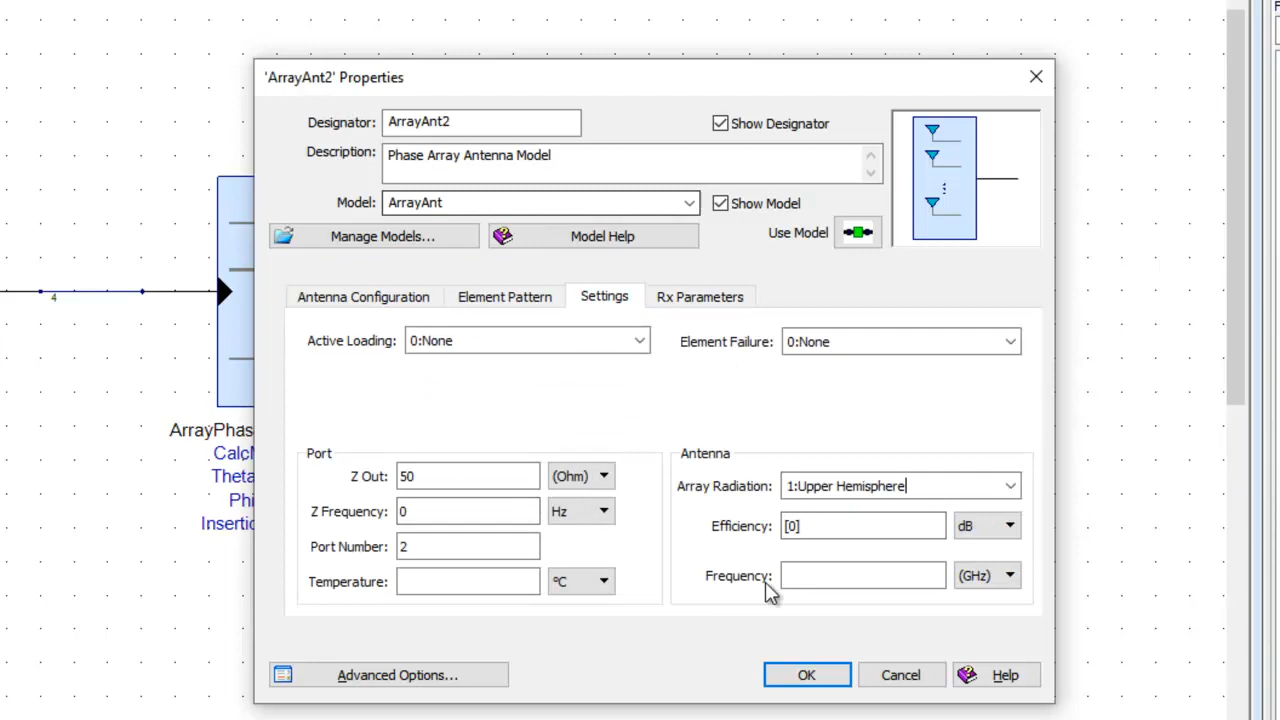 'ArrayAnt2' Properties
Designator: ArrayAnt2
Show Designator
Description: Phase Array Antenna Model
Model: ArrayAnt
Show Model
Manage Models...
Model Help
Use Model
Antenna Configuration
Element Pattern
Settings
Rx Parameters
Active Loading: 0:None
Element Failure: 0:None
Port
Z Out: 50 (Ohm)
Z Frequency: 0 Hz
Port Number: 2
Temperature: °C
Antenna
Array Radiation: 1:Upper Hemisphere
Efficiency: [0] dB
Frequency: (GHz)
Advanced Options...
OK
Cancel
Help
4
ArrayPhas
Calc
Theta
Phi
Inserti